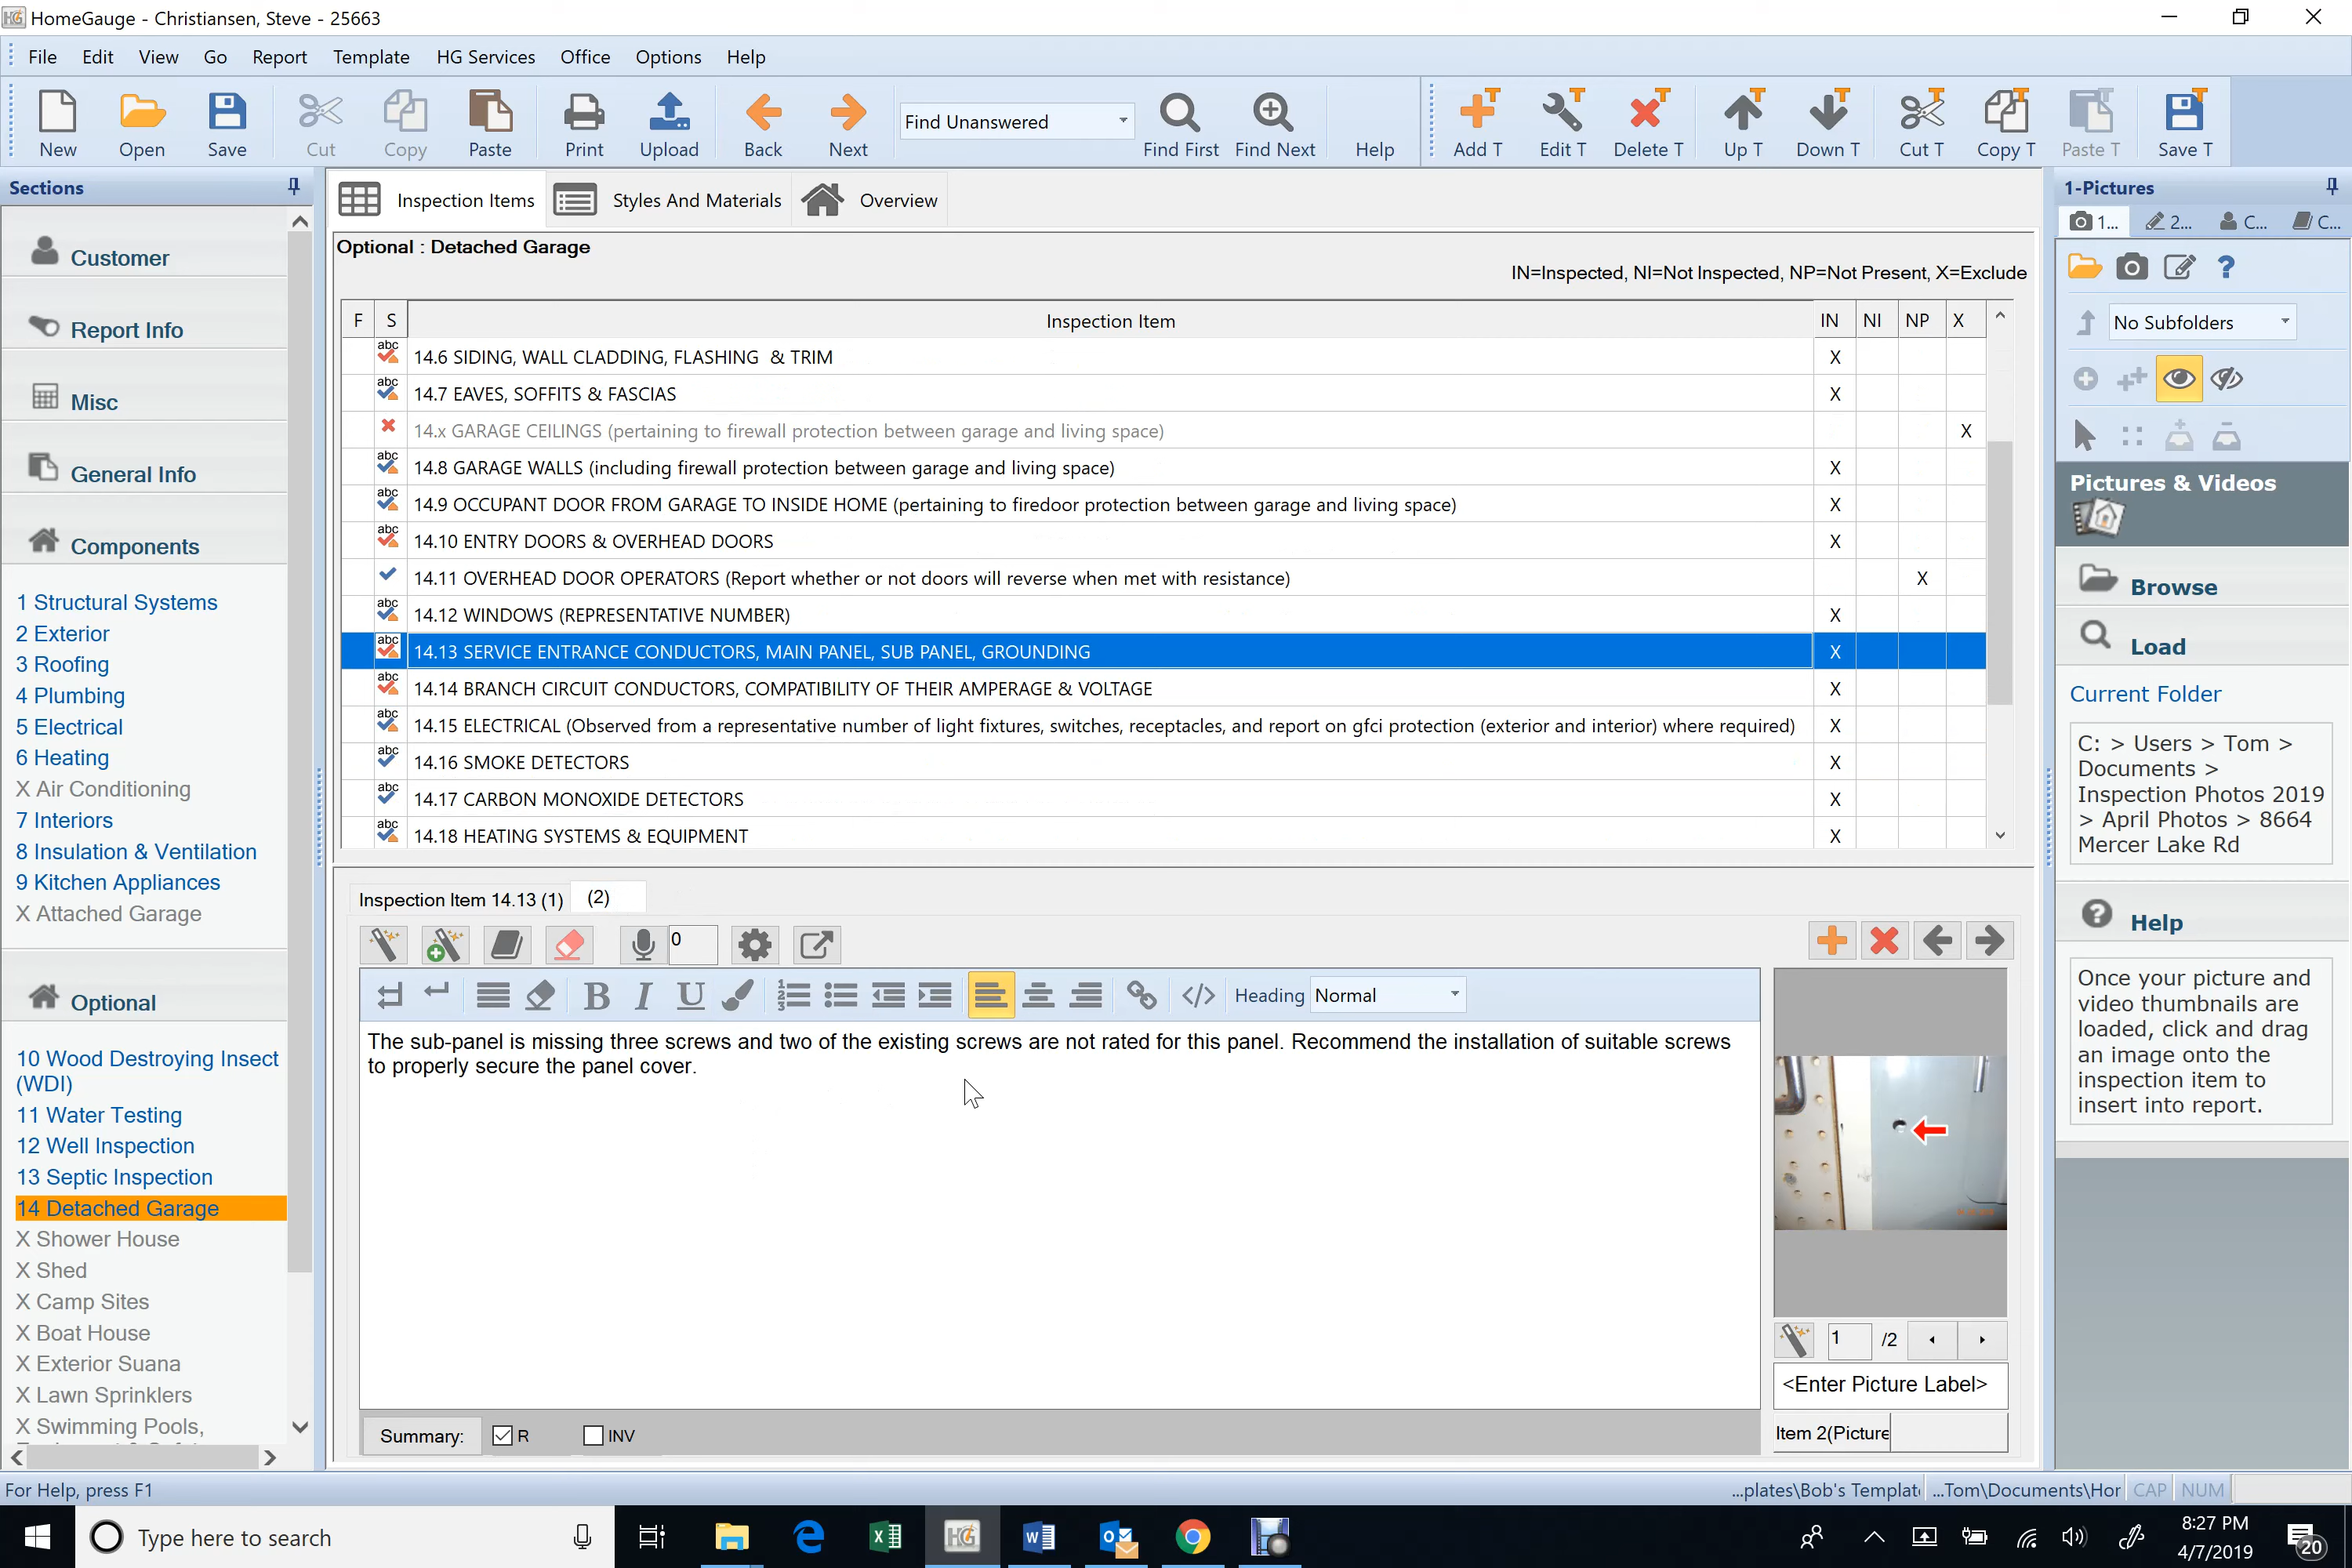 HomeGauge - Christiansen, Steve - 25663
File Edit View Go Report Template HG Services Office Options Help
New Open Save Cut Copy Paste Print Upload Back Next Find Unanswered Find First Find Next Help Add T Edit T Delete T Up T Down T Cut T Copy T Paste T Save T
Sections
Customer
Report Info
Misc
General Info
Components
1 Structural Systems
2 Exterior
3 Roofing
4 Plumbing
5 Electrical
6 Heating
X Air Conditioning
7 Interiors
8 Insulation & Ventilation
9 Kitchen Appliances
X Attached Garage
Optional
10 Wood Destroying Insect
(WDI)
11 Water Testing
12 Well Inspection
13 Septic Inspection
14 Detached Garage
X Shower House
X Shed
X Camp Sites
X Boat House
X Exterior Suana
X Lawn Sprinklers
X Swimming Pools,
Inspection Items Styles And Materials Overview
Optional : Detached Garage
IN=Inspected, NI=Not Inspected, NP=Not Present, X=Exclude
F S Inspection Item IN NI NP X
abc 14.6 SIDING, WALL CLADDING, FLASHING & TRIM X
abc 14.7 EAVES, SOFFITS & FASCIAS X
14.x GARAGE CEILINGS (pertaining to firewall protection between garage and living space) X
abc 14.8 GARAGE WALLS (including firewall protection between garage and living space) X
abc 14.9 OCCUPANT DOOR FROM GARAGE TO INSIDE HOME (pertaining to firedoor protection between garage and living space) X
abc 14.10 ENTRY DOORS & OVERHEAD DOORS X
14.11 OVERHEAD DOOR OPERATORS (Report whether or not doors will reverse when met with resistance) X
abc 14.12 WINDOWS (REPRESENTATIVE NUMBER) X
abc 14.13 SERVICE ENTRANCE CONDUCTORS, MAIN PANEL, SUB PANEL, GROUNDING X
abc 14.14 BRANCH CIRCUIT CONDUCTORS, COMPATIBILITY OF THEIR AMPERAGE & VOLTAGE X
abc 14.15 ELECTRICAL (Observed from a representative number of light fixtures, switches, receptacles, and report on gfci protection (exterior and interior) where required) X
abc 14.16 SMOKE DETECTORS X
abc 14.17 CARBON MONOXIDE DETECTORS X
abc 14.18 HEATING SYSTEMS & EQUIPMENT X
Inspection Item 14.13 (1) (2)
0
B I U Heading Normal
The sub-panel is missing three screws and two of the existing screws are not rated for this panel. Recommend the installation of suitable screws
to properly secure the panel cover.
1 /2
<Enter Picture Label>
Item 2(Picture
Summary: R INV
1-Pictures
1... 2... C... C...
No Subfolders
Pictures & Videos
Browse
Load
Current Folder
C: > Users > Tom >
Documents >
Inspection Photos 2019
> April Photos > 8664
Mercer Lake Rd
Help
Once your picture and
video thumbnails are
loaded, click and drag
an image onto the
inspection item to
insert into report.
For Help, press F1
...plates\Bob's Templat ...Tom\Documents\Hor CAP NUM
Type here to search
HG
8:27 PM
4/7/2019
20